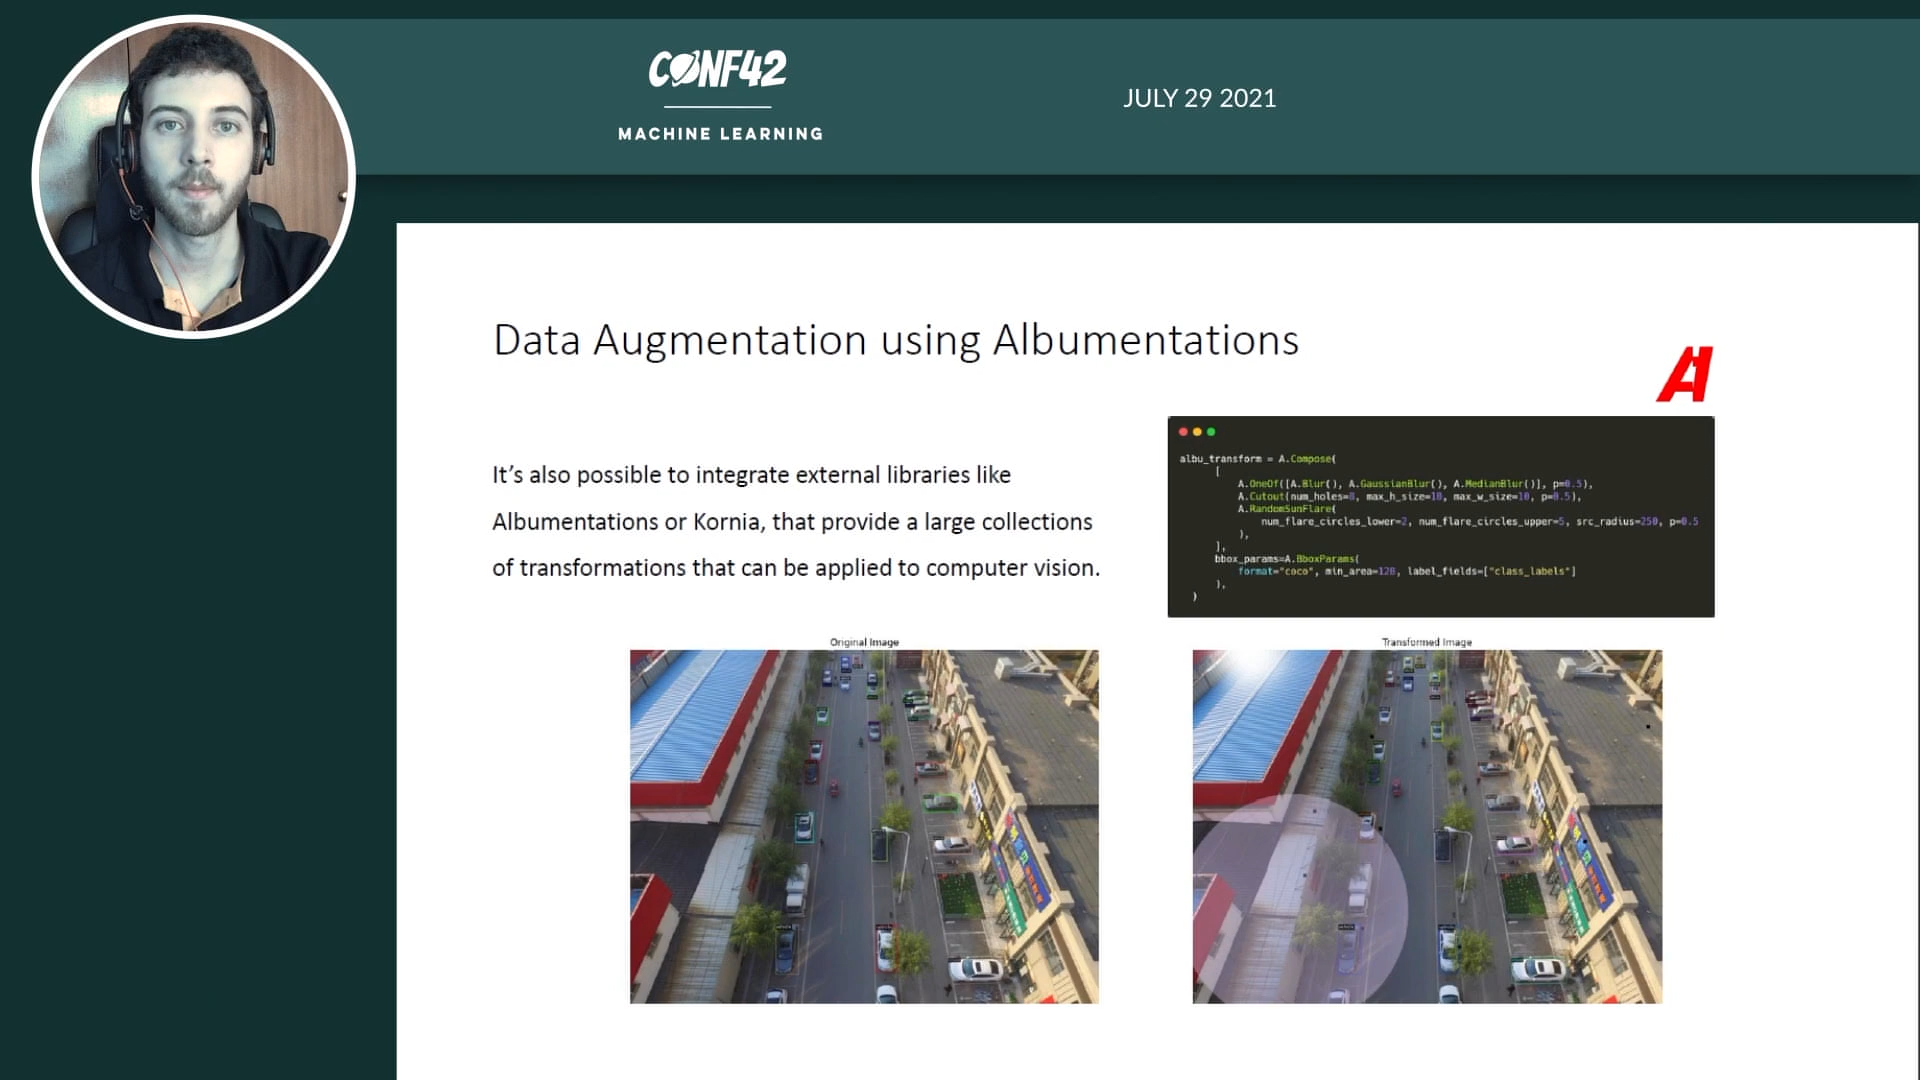 CONF42
MACHINE LEARNING
JULY 29 2021
Data Augmentation using Albumentations
It’s also possible to integrate external libraries like
Albumentations or Kornia, that provide a large collections
of transformations that can be applied to computer vision.
albu_transform = A.Compose(
[
A.OneOf([A.Blur(), A.GaussianBlur(), A.MedianBlur()], p=0.5),
A.Cutout(num_holes=8, max_h_size=10, max_w_size=10, p=0.5),
A.RandomSunFlare(
num_flare_circles_lower=2, num_flare_circles_upper=5, src_radius=250, p=0.5
),
],
bbox_params=A.BboxParams(
format="coco", min_area=120, label_fields=["class_labels"]
),
)
Original Image
Transformed Image